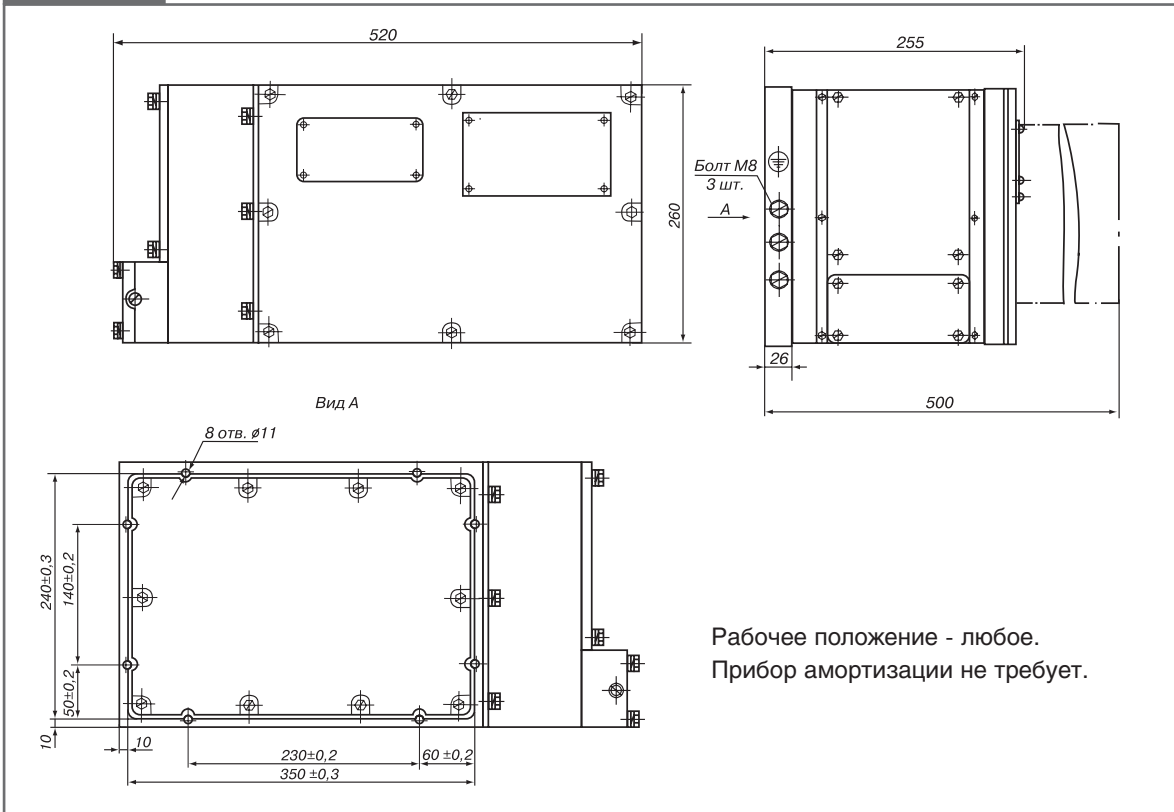 520
260
255
Болт М8
3 шт.
А
26
500
Вид А
8 отв. ø11
240±0,3
140±0,2
50±0,2
10
10
230±0,2
60 ±0,2
350 ±0,3
Рабочее положение - любое.
Прибор амортизации не требует.